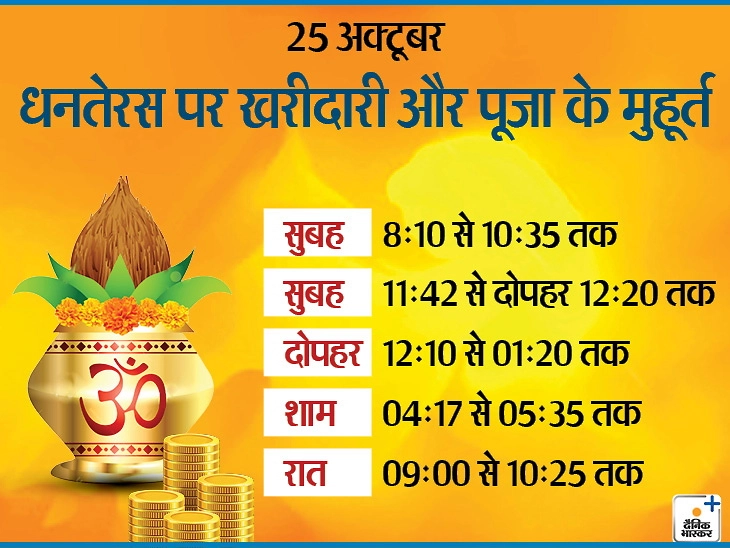 25 अक्टूबर
धनतेरस पर खरीदारी और पूजा के मुहूर्त
सुबह 8:10 से 10:35 तक
सुबह 11:42 से दोपहर 12:20 तक
दोपहर 12:10 से 01:20 तक
शाम 04:17 से 05:35 तक
रात 09:00 से 10:25 तक
ॐ
दैनिक
भास्कर